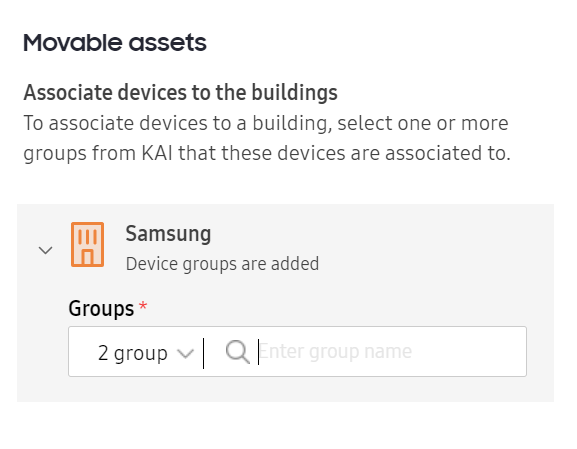 Movable assets
Associate devices to the buildings
To associate devices to a building, select one or more
groups from KAI that these devices are associated to.
Samsung
Device groups are added
Groups *
2 group Enter group name